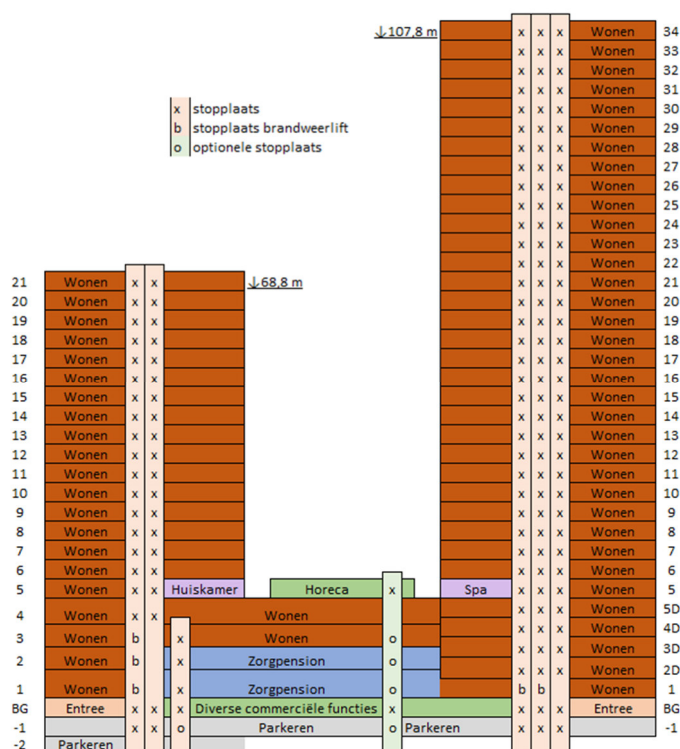 ↓107,8 m x x x Wonen 34
x x x Wonen 33
x x x Wonen 32
x x x Wonen 31
x stopplaats x x x Wonen 30
b stopplaats brandweerlift x x x Wonen 29
o optionele stopplaats x x x Wonen 28
x x x Wonen 27
x x x Wonen 26
x x x Wonen 25
x x x Wonen 24
x x x Wonen 23
x x x Wonen 22
21 Wonen x x ↓68,8 m x x x Wonen 21
20 Wonen x x x x x Wonen 20
19 Wonen x x x x x Wonen 19
18 Wonen x x x x x Wonen 18
17 Wonen x x x x x Wonen 17
16 Wonen x x x x x Wonen 16
15 Wonen x x x x x Wonen 15
14 Wonen x x x x x Wonen 14
13 Wonen x x x x x Wonen 13
12 Wonen x x x x x Wonen 12
11 Wonen x x x x x Wonen 11
10 Wonen x x x x x Wonen 10
9 Wonen x x x x x Wonen 9
8 Wonen x x x x x Wonen 8
7 Wonen x x x x x Wonen 7
6 Wonen x x x x x Wonen 6
5 Wonen x x Huiskamer Horeca x Spa x x x Wonen 5
4 Wonen x x Wonen x x x Wonen 5D
3 Wonen b x Wonen o x x x Wonen 4D
2 Wonen b x Zorgpension o x x x Wonen 3D
x x x Wonen 2D
1 Wonen b x Zorgpension o b b Wonen 1
BG Entree x x x Diverse commerciële functies x x x x Entree BG
-1 x x o Parkeren o Parkeren x x x -1
-2 Parkeren